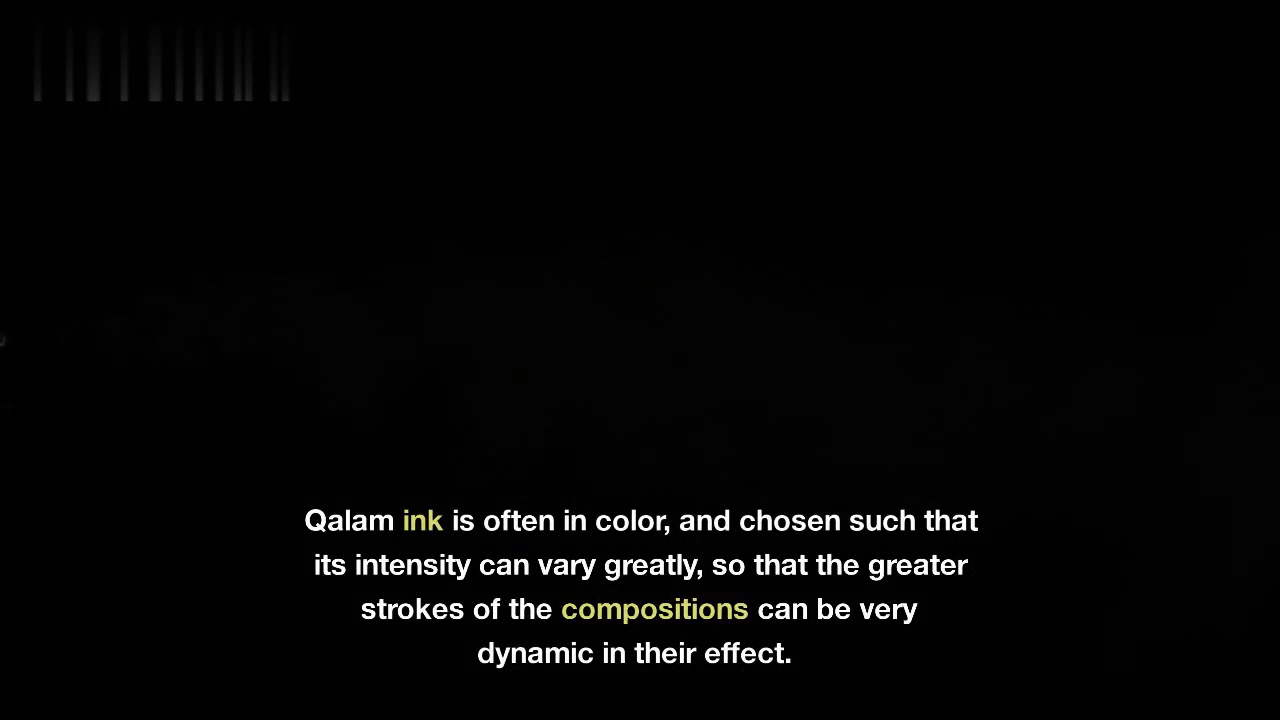 Qalam ink is often in color, and chosen such that
its intensity can vary greatly, so that the greater
strokes of the compositions can be very
dynamic in their effect.